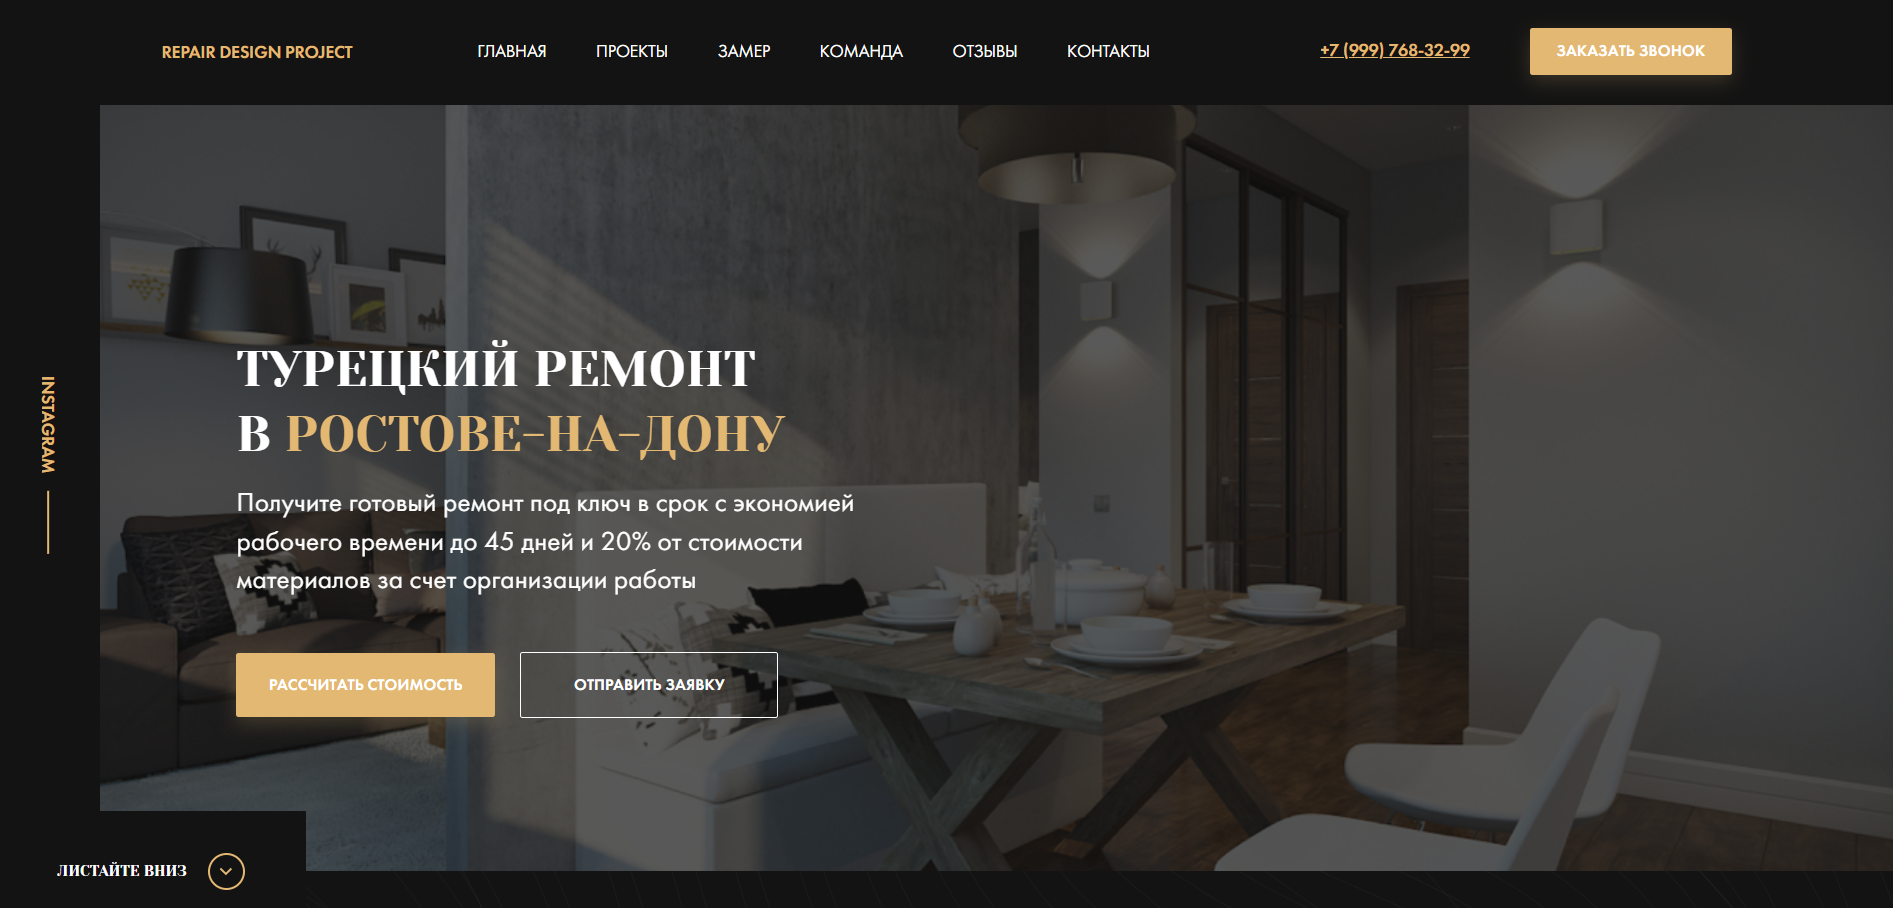 REPAIR DESIGN PROJECT
ГЛАВНАЯ
ПРОЕКТЫ
ЗАМЕР
КОМАНДА
ОТЗЫВЫ
КОНТАКТЫ
+7 (999) 768-32-99
ЗАКАЗАТЬ ЗВОНОК
INSTAGRAM
ТУРЕЦКИЙ РЕМОНТ
В РОСТОВЕ-НА-ДОНУ
Получите готовый ремонт под ключ в срок с экономией
рабочего времени до 45 дней и 20% от стоимости
материалов за счет организации работы
РАССЧИТАТЬ СТОИМОСТЬ
ОТПРАВИТЬ ЗАЯВКУ
ЛИСТАЙТЕ ВНИЗ